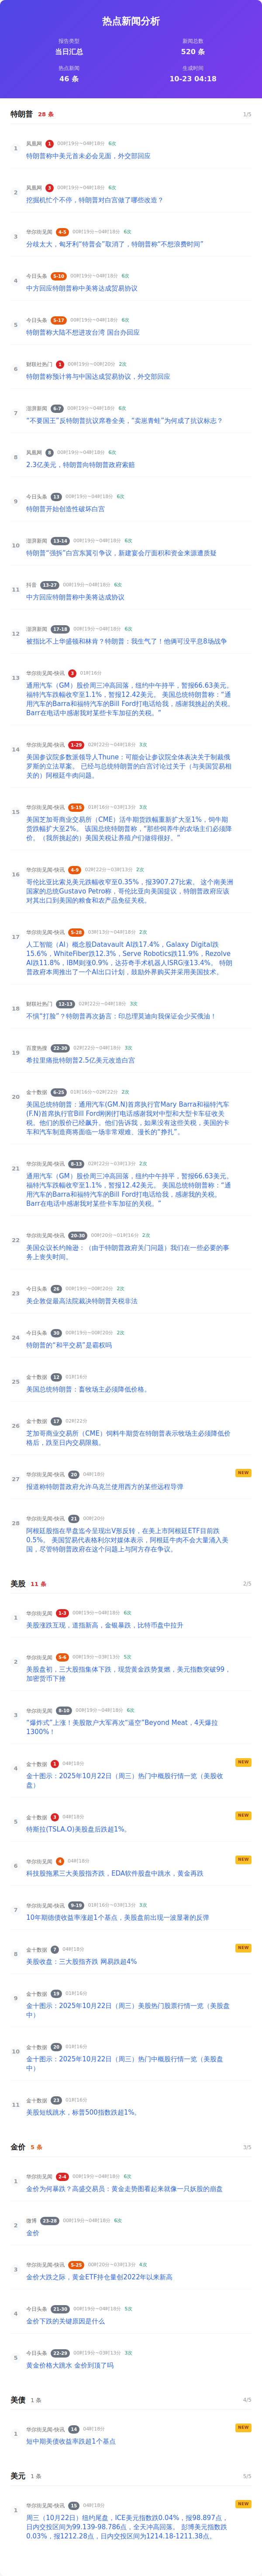 热点新闻分析
报告类型
当日汇总
新闻总数
520 条
热点新闻
46 条
生成时间
10-23 04:18
特朗普 28 条 1/5
1 凤凰网 1 00时19分~04时18分 6次
特朗普称中美元首未必会见面，外交部回应
2 凤凰网 3 00时19分~04时18分 6次
挖掘机忙个不停，特朗普对白宫做了哪些改造？
3 华尔街见闻 4-5 00时19分~04时18分 6次
分歧太大，匈牙利“特普会”取消了，特朗普称“不想浪费时间”
4 今日头条 5-10 00时19分~04时18分 6次
中方回应特朗普称中美将达成贸易协议
5 今日头条 5-17 00时19分~04时18分 6次
特朗普称大陆不想进攻台湾 国台办回应
6 财联社热门 1 00时19分~00时20分 2次
特朗普称预计将与中国达成贸易协议，外交部回应
7 澎湃新闻 6-7 00时19分~04时18分 6次
“不要国王”反特朗普抗议席卷全美，“卖逛青蛙”为何成了抗议标志？
8 凤凰网 9 00时19分~04时18分 6次
2.3亿美元，特朗普向特朗普政府索赔
9 今日头条 13 00时19分~04时18分 6次
特朗普开始创造性破坏白宫
10 澎湃新闻 13-14 00时19分~04时18分 6次
特朗普“强拆”白宫东翼引争议，新建宴会厅面积和资金来源遭质疑
11 抖音 13-27 00时19分~04时18分 6次
中方回应特朗普称中美将达成协议
12 澎湃新闻 17-18 00时19分~04时18分 6次
被指比不上华盛顿和林肯？特朗普：我生气了！他俩可没平息8场战争
13 华尔街见闻-快讯 3 01时16分
通用汽车（GM）股价周三冲高回落，纽约中午持平，暂报66.63美元。
福特汽车跌幅收窄至1.1%，暂报12.42美元。 美国总统特朗普称：“通
用汽车的Barra和福特汽车的Bill Ford打电话给我，感谢我挑起的关税。
Barr在电话中感谢我对某些卡车加征的关税。”
14 华尔街见闻-快讯 1-29 02时22分~04时18分 3次
美国参议院多数派领导人Thune：可能会让参议院全体表决关于制裁俄
罗斯的立法草案。 已经与总统特朗普的白宫讨论过关于（与美国贸易相
关的）阿根廷牛肉问题。
15 华尔街见闻-快讯 5-15 01时16分~03时13分 3次
美国芝加哥商业交易所（CME）活牛期货跌幅重新扩大至1%，饲牛期
货跌幅扩大至2%。 该国总统特朗普称，“那些饲养牛的农场主们必须降
价。（我所挑起的）美国关税让养殖户们做得很好。”
16 华尔街见闻-快讯 4-9 02时22分~03时13分 2次
哥伦比亚比索兑美元跌幅收窄至0.35%，报3907.27比索。 这个南美洲
国家的总统Gustavo Petro称，哥伦比亚向美国提议，特朗普政府应该
对其出口到美国的粮食和农产品免征关税。
17 华尔街见闻-快讯 5-20 03时13分~04时18分 2次
人工智能（AI）概念股Datavault AI跌17.4%，Galaxy Digital跌
15.6%，WhiteFiber跌12.3%，Serve Robotics跌11.9%，Rezolve
AI跌11.8%，IBM则涨0.9%，达芬奇手术机器人ISRG涨13.4%。 特朗
普政府本周推出了一个AI出口计划，鼓励外界购买并采用美国技术。
18 财联社热门 12-13 02时22分~04时18分 3次
不惧“打脸”？特朗普再次扬言：印总理莫迪向我保证会少买俄油！
19 百度热搜 22-30 02时22分~04时18分 3次
希拉里痛批特朗普2.5亿美元改造白宫
20 金十数据 6-25 01时16分~02时22分 2次
美国总统特朗普：通用汽车(GM.N)首席执行官Mary Barra和福特汽车
(F.N)首席执行官Bill Ford刚刚打电话感谢我对中型和大型卡车征收关
税。他们的股价已经飙升。他们告诉我，如果没有这些关税，美国的卡
车和汽车制造商将面临一场非常艰难、漫长的“挣扎”。
21 华尔街见闻-快讯 8-13 02时22分~03时13分 2次
通用汽车（GM）股价周三冲高回落，纽约中午持平，暂报66.63美元。
福特汽车跌幅收窄至1.1%，暂报12.42美元。 美国总统特朗普称：“通
用汽车的Barra和福特汽车的Bill Ford打电话给我，感谢我的关税。
Barr在电话中感谢我对某些卡车加征的关税。”
22 华尔街见闻-快讯 20-30 00时20分~01时16分 2次
美国众议长约翰逊：（由于特朗普政府关门问题）我们在一些必要的事
务上丧失时间。
23 今日头条 26 00时19分~00时20分 2次
美企敦促最高法院裁决特朗普关税非法
24 今日头条 30 00时19分~00时20分 2次
特朗普的“和平交易”是霸权吗
25 金十数据 12 01时16分
美国总统特朗普：畜牧场主必须降低价格。
26 金十数据 17 02时22分
芝加哥商业交易所（CME）饲料牛期货在特朗普表示牧场主必须降低价
格后，跌至日内交易限额。
27 华尔街见闻-快讯 20 04时18分 NEW
报道称特朗普政府允许乌克兰使用西方的某些远程导弹
28 华尔街见闻-快讯 21 00时20分
阿根廷股指在早盘迄今呈现出V形反转，在美上市阿根廷ETF目前跌
0.5%。 美国贸易代表格利尔对媒体表示，阿根廷牛肉不会大量涌入美
国，尽管特朗普政府在这个问题上与阿方存在争议。
美股 11 条 2/5
1 华尔街见闻 1-3 00时19分~04时18分 6次
美股涨跌互现，道指新高，金银暴跌，比特币盘中拉升
2 华尔街见闻 5-6 00时19分~03时13分 5次
美股盘初，三大股指集体下跌，现货黄金跌势复燃，美元指数突破99，
加密货币下挫
3 华尔街见闻 8-10 00时19分~04时18分 6次
“爆炸式”上涨！美股散户大军再次“逼空”Beyond Meat，4天爆拉
1300%！
4 金十数据 1 04时18分 NEW
金十图示：2025年10月22日（周三）热门中概股行情一览（美股收
盘）
5 金十数据 3 04时18分 NEW
特斯拉(TSLA.O)美股盘后跌超1%。
6 华尔街见闻 4 04时18分 NEW
科技股拖累三大美股指齐跌，EDA软件股盘中跳水，黄金再跌
7 华尔街见闻-快讯 9-19 01时16分~03时13分 3次
10年期德债收益率涨超1个基点，美股盘前出现一波显著的反弹
8 金十数据 7 04时18分 NEW
美股收盘：三大股指齐跌 网易跌超4%
9 金十数据 19 01时16分
金十图示：2025年10月22日（周三）美股热门股票行情一览（美股盘
中）
10 金十数据 20 01时16分
金十图示：2025年10月22日（周三）热门中概股行情一览（美股盘
中）
11 金十数据 23 01时16分
美股短线跳水，标普500指数跌超1%。
金价 5 条 3/5
1 华尔街见闻 2-4 00时19分~04时18分 6次
金价为何暴跌？高盛交易员：黄金走势图看起来就像一只妖股的崩盘
2 微博 23-28 00时19分~04时18分 6次
金价
3 华尔街见闻-快讯 5-25 00时20分~03时13分 4次
金价大跌之际，黄金ETF持仓量创2022年以来新高
4 今日头条 21-30 00时19分~04时18分 5次
金价下跌的关键原因是什么
5 今日头条 22-29 00时19分~03时13分 3次
黄金价格大跳水 金价到顶了吗
美债 1 条 4/5
1 华尔街见闻-快讯 14 04时18分 NEW
短中期美债收益率跌超1个基点
美元 1 条 5/5
1 华尔街见闻-快讯 15 04时18分 NEW
周三（10月22日）纽约尾盘，ICE美元指数跌0.04%，报98.897点，
日内交投区间为99.139-98.786点，全天冲高回落。 彭博美元指数跌
0.03%，报1212.28点，日内交投区间为1214.18-1211.38点。